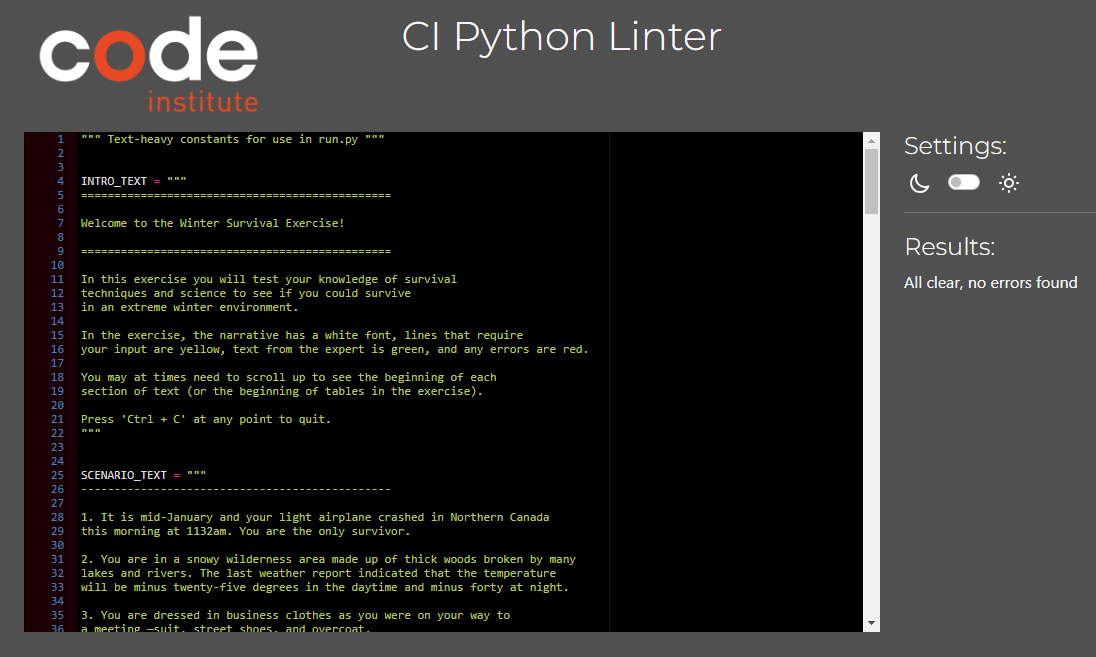 code
institute
CI Python Linter
1 """ Text-heavy constants for use in run.py """
2
3
4 INTRO_TEXT = """
5 ===============================================
6
7 Welcome to the Winter Survival Exercise!
8
9 ===============================================
10
11 In this exercise you will test your knowledge of survival
12 techniques and science to see if you could survive
13 in an extreme winter environment.
14
15 In the exercise, the narrative has a white font, lines that require
16 your input are yellow, text from the expert is green, and any errors are red.
17
18 You may at times need to scroll up to see the beginning of each
19 section of text (or the beginning of tables in the exercise).
20
21 Press 'Ctrl + C' at any point to quit.
22 """
23
24
25 SCENARIO_TEXT = """
26 -----------------------------------------------
27
28 1. It is mid-January and your light airplane crashed in Northern Canada
29 this morning at 1132am. You are the only survivor.
30
31 2. You are in a snowy wilderness area made up of thick woods broken by many
32 lakes and rivers. The last weather report indicated that the temperature
33 will be minus twenty-five degrees in the daytime and minus forty at night.
34
35 3. You are dressed in business clothes as you were on your way to
36 a meeting —suit, street shoes, and overcoat.
Settings:
Results:
All clear, no errors found